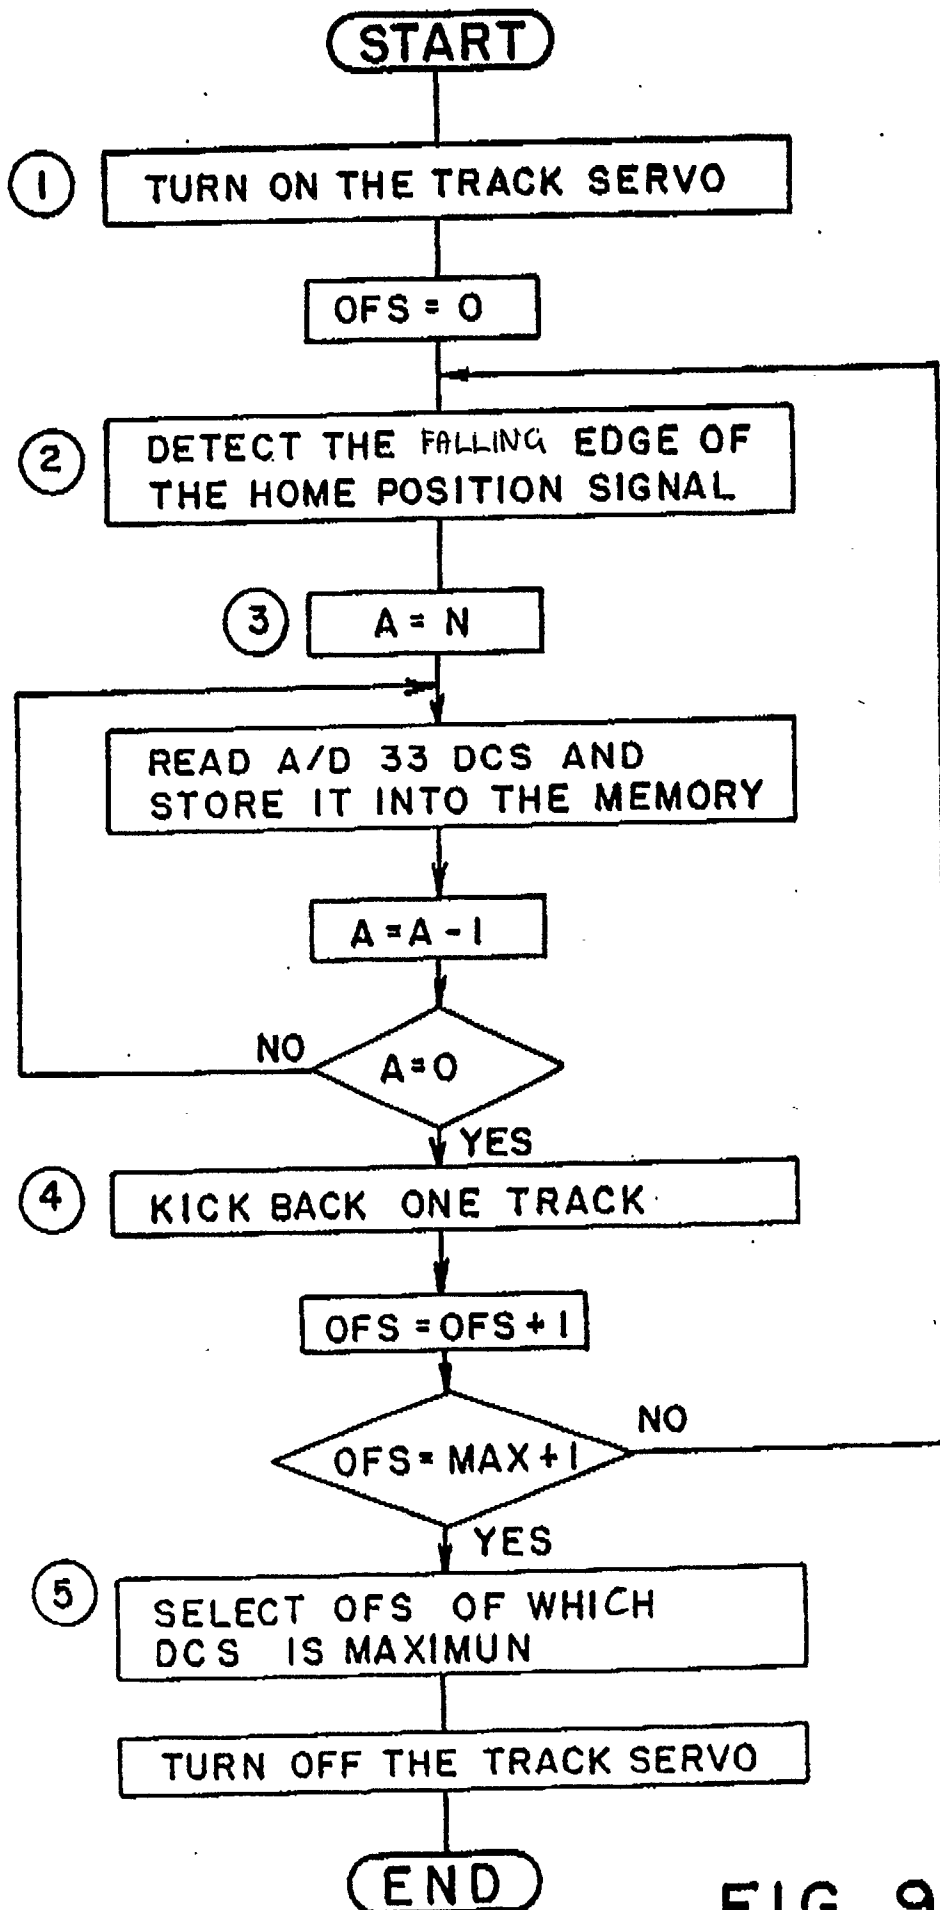 START
1
TURN ON THE TRACK SERVO
OFS = 0
2
DETECT THE FALLING EDGE OF
THE HOME POSITION SIGNAL
3
A = N
READ A/D 33 DCS AND
STORE IT INTO THE MEMORY
A = A - 1
NO
A = 0
YES
4
KICK BACK ONE TRACK
OFS = OFS + 1
NO
OFS = MAX + 1
YES
5
SELECT OFS OF WHICH
DCS IS MAXIMUN
TURN OFF THE TRACK SERVO
END
FIG. 9